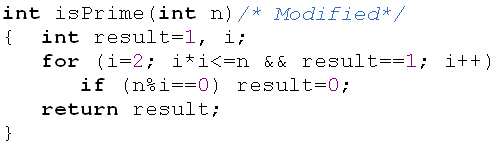 int isPrime(int n)/* Modified*/
{  int result=1, i;
   for (i=2; i*i<=n && result==1; i++)
      if (n%i==0) result=0;
   return result;
}